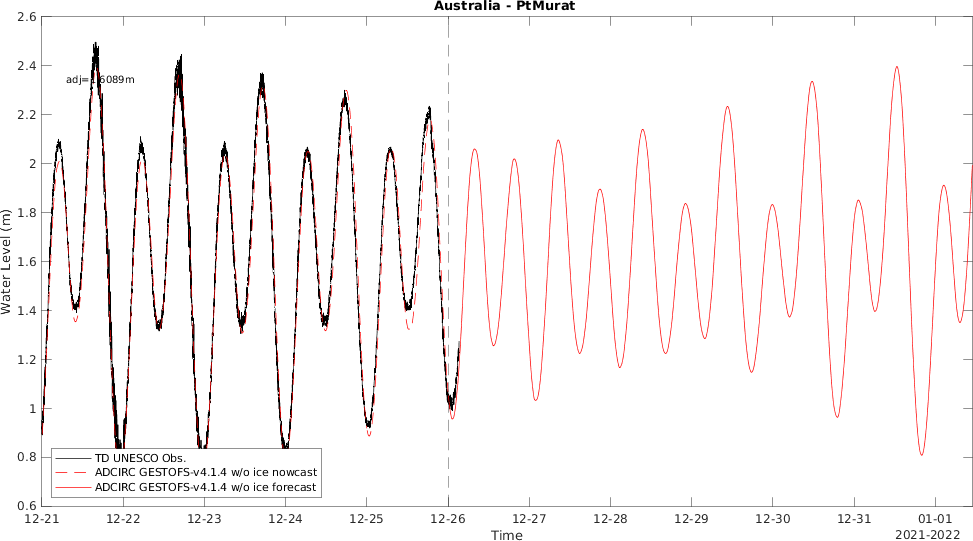 Australia - PtMurat
2.6
2.4
2.2
2
1.8
1.6
1.4
1.2
1
0.8
0.6
Water Level (m)
adj=1.6089m
TD UNESCO Obs.
ADCIRC GESTOFS-v4.1.4 w/o ice nowcast
ADCIRC GESTOFS-v4.1.4 w/o ice forecast
12-21 12-22 12-23 12-24 12-25 12-26 12-27 12-28 12-29 12-30 12-31 01-01
Time
2021-2022